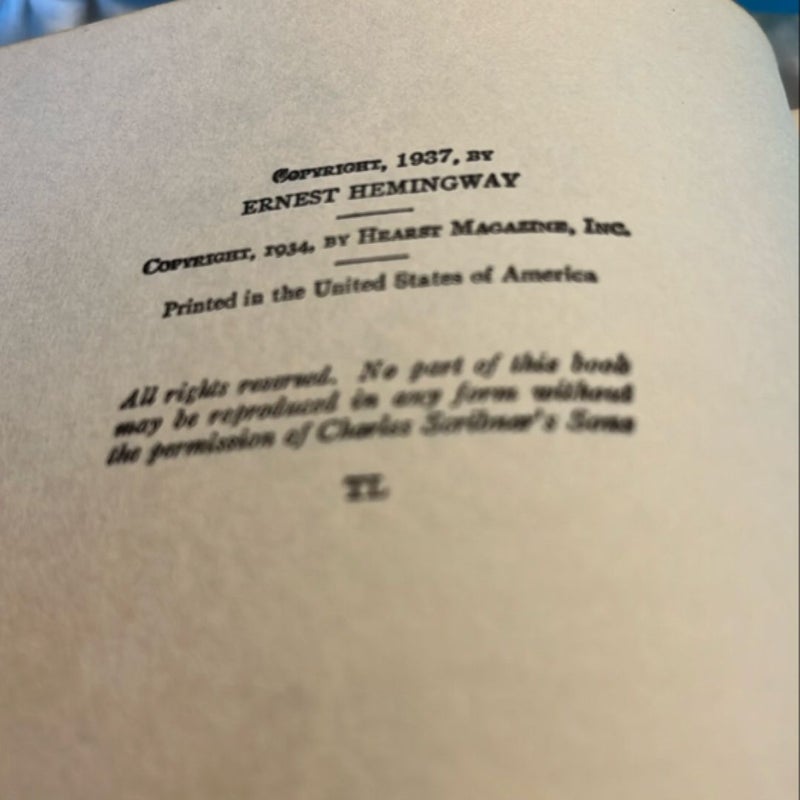 COPYRIGHT, 1937, BY
ERNEST HEMINGWAY
COPYRIGHT, 1934, BY HEARST MAGAZINE, INC.
Printed in the United States of America
All rights reserved. No part of this book
may be reproduced in any form without
the permission of Charles Scribner's Sons